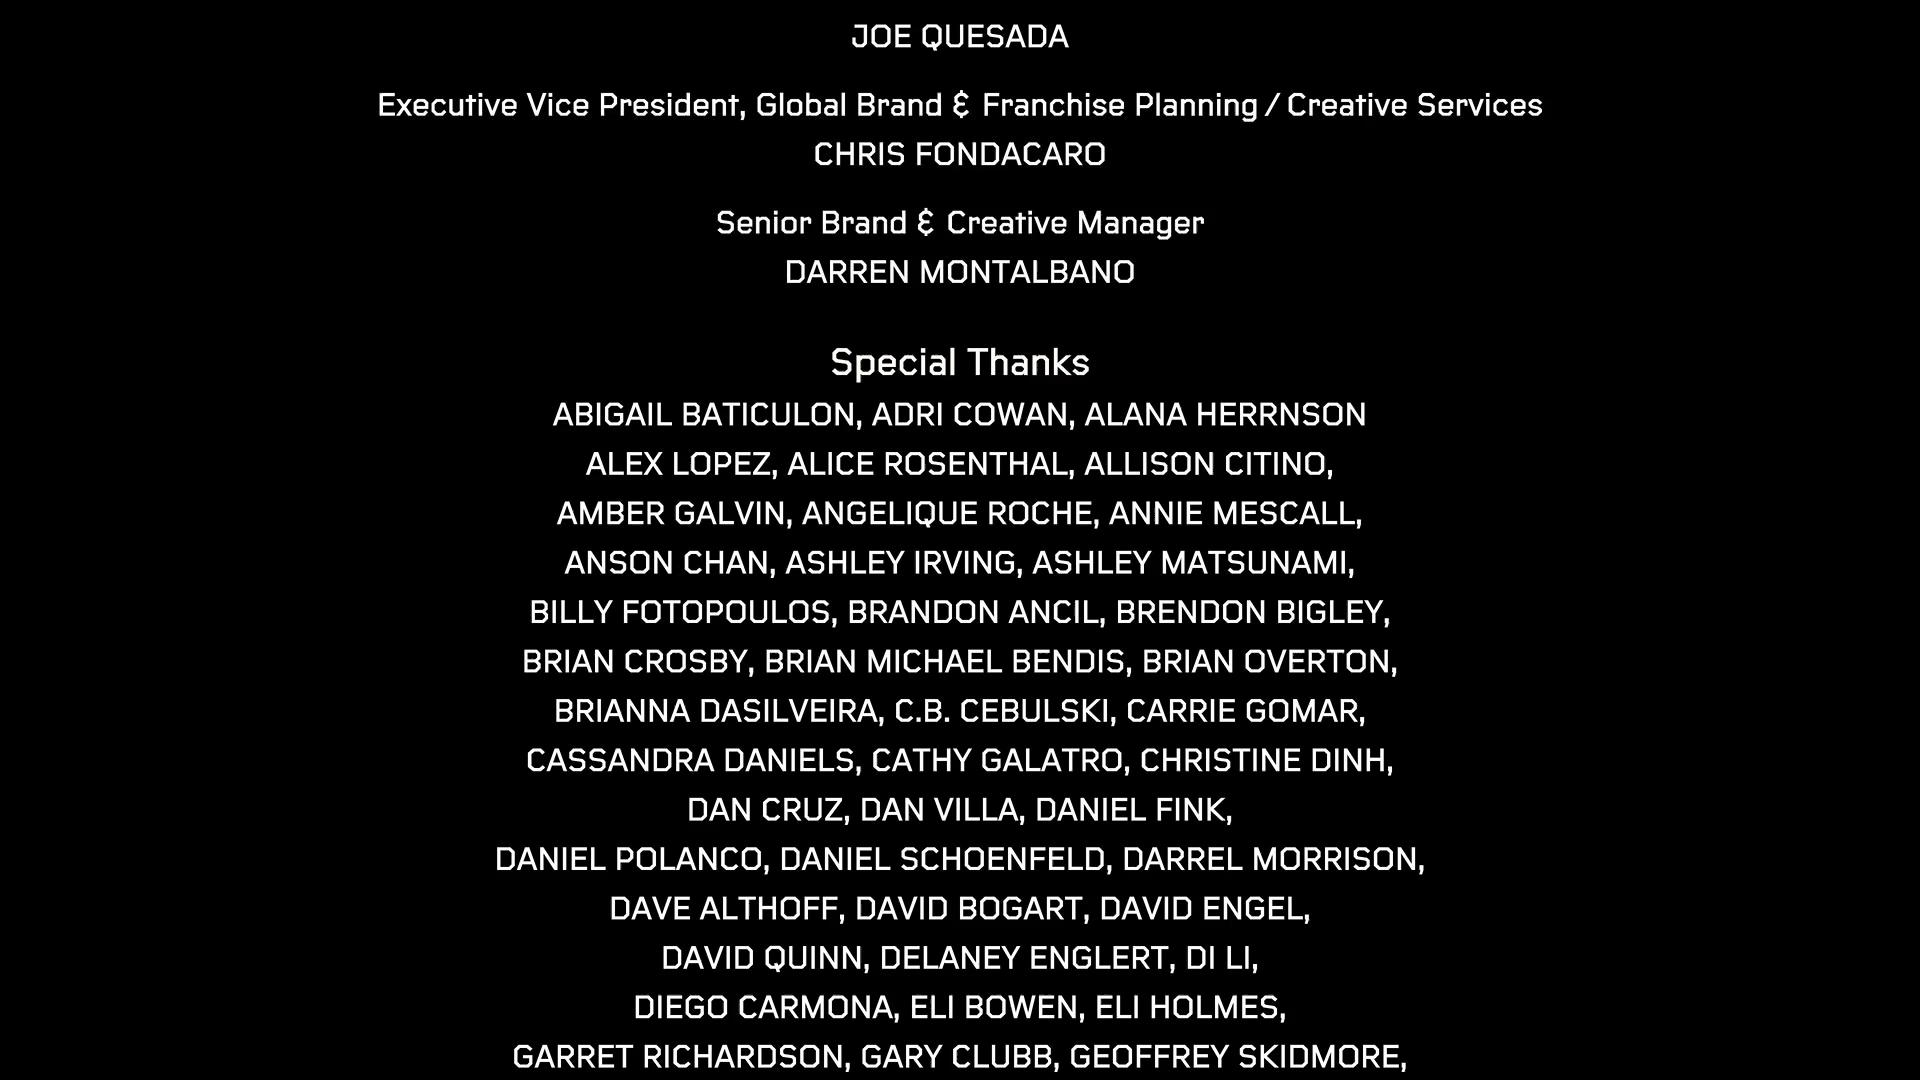 JOE QUESADA
Executive Vice President, Global Brand & Franchise Planning / Creative Services
CHRIS FONDACARO
Senior Brand & Creative Manager
DARREN MONTALBANO
Special Thanks
ABIGAIL BATICULON, ADRI COWAN, ALANA HERRNSON
ALEX LOPEZ, ALICE ROSENTHAL, ALLISON CITINO,
AMBER GALVIN, ANGELIQUE ROCHE, ANNIE MESCALL,
ANSON CHAN, ASHLEY IRVING, ASHLEY MATSUNAMI,
BILLY FOTOPOULOS, BRANDON ANCIL, BRENDON BIGLEY,
BRIAN CROSBY, BRIAN MICHAEL BENDIS, BRIAN OVERTON,
BRIANNA DASILVEIRA, C.B. CEBULSKI, CARRIE GOMAR,
CASSANDRA DANIELS, CATHY GALATRO, CHRISTINE DINH,
DAN CRUZ, DAN VILLA, DANIEL FINK,
DANIEL POLANCO, DANIEL SCHOENFELD, DARREL MORRISON,
DAVE ALTHOFF, DAVID BOGART, DAVID ENGEL,
DAVID QUINN, DELANEY ENGLERT, DI LI,
DIEGO CARMONA, ELI BOWEN, ELI HOLMES,
GARRET RICHARDSON, GARY CLUBB, GEOFFREY SKIDMORE,